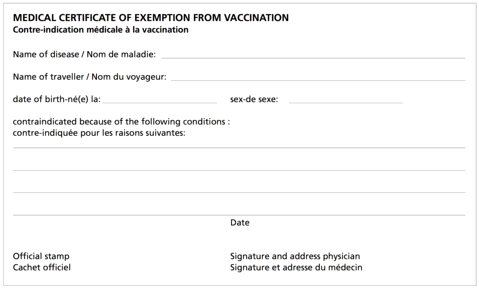 MEDICAL CERTIFICATE OF EXEMPTION FROM VACCINATION
Contre-indication médicale à la vaccination
Name of disease / Nom de maladie:
Name of traveller / Nom du voyageur:
date of birth-né(e) la: sex-de sexe:
contraindicated because of the following conditions :
contre-indiquée pour les raisons suivantes:
Date
Official stamp Signature and address physician
Cachet officiel Signature et adresse du médecin